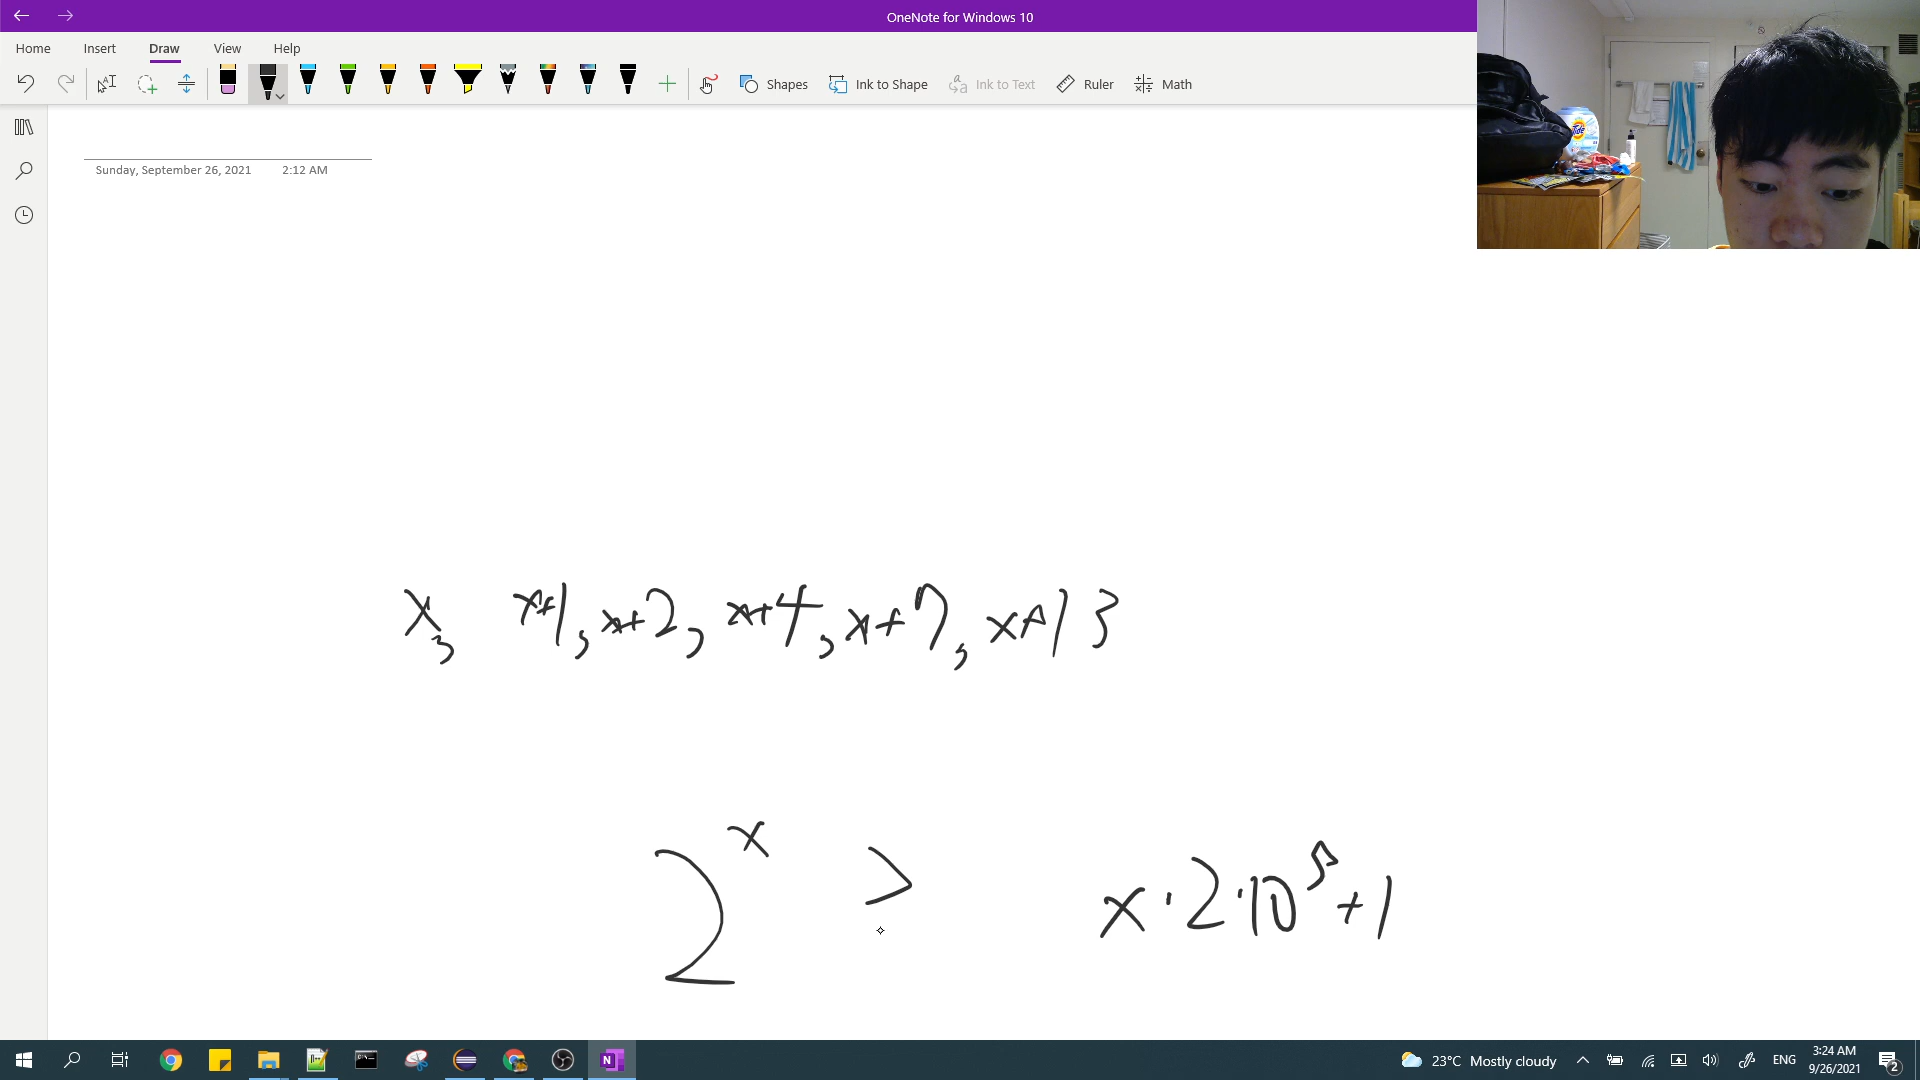 OneNote for Windows 10
Home Insert Draw View Help
Shapes Ink to Shape Ink to Text Ruler Math
Tide
Sunday, September 26, 2021 2:12 AM
x, x+1, x+2, x+4, x+7, x+13
2^x > x·2·10^5+1
23°C Mostly cloudy ENG 3:24 AM
9/26/2021 2